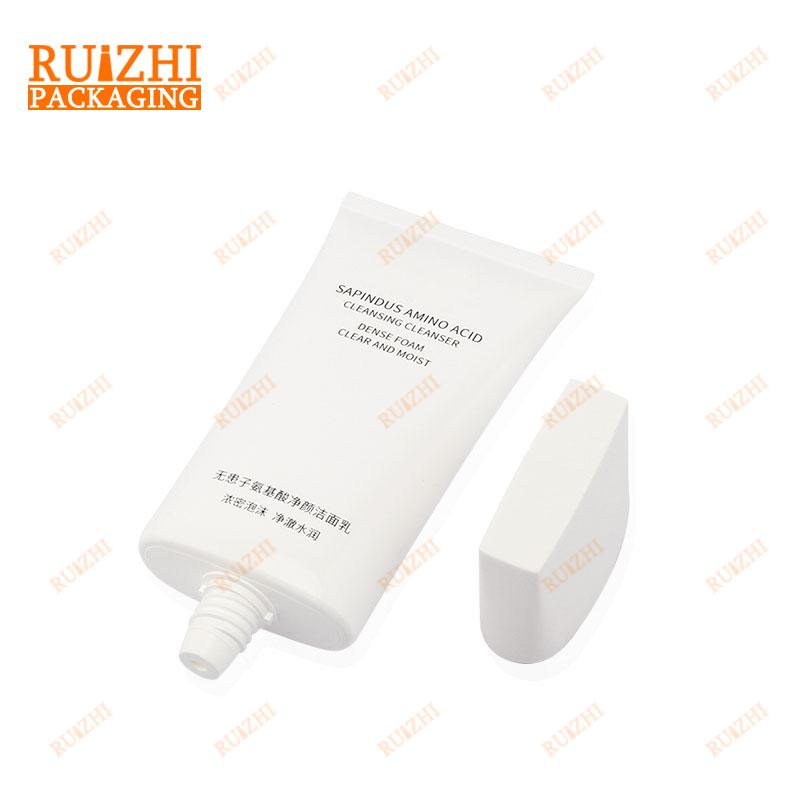 RUIZHI
PACKAGING
SAPINDUS AMINO ACID
CLEANSING CLEANSER
DENSE FOAM
CLEAR AND MOIST
无患子氨基酸净颜洁面乳
浓密泡沫 净澈水润
RUIZHI